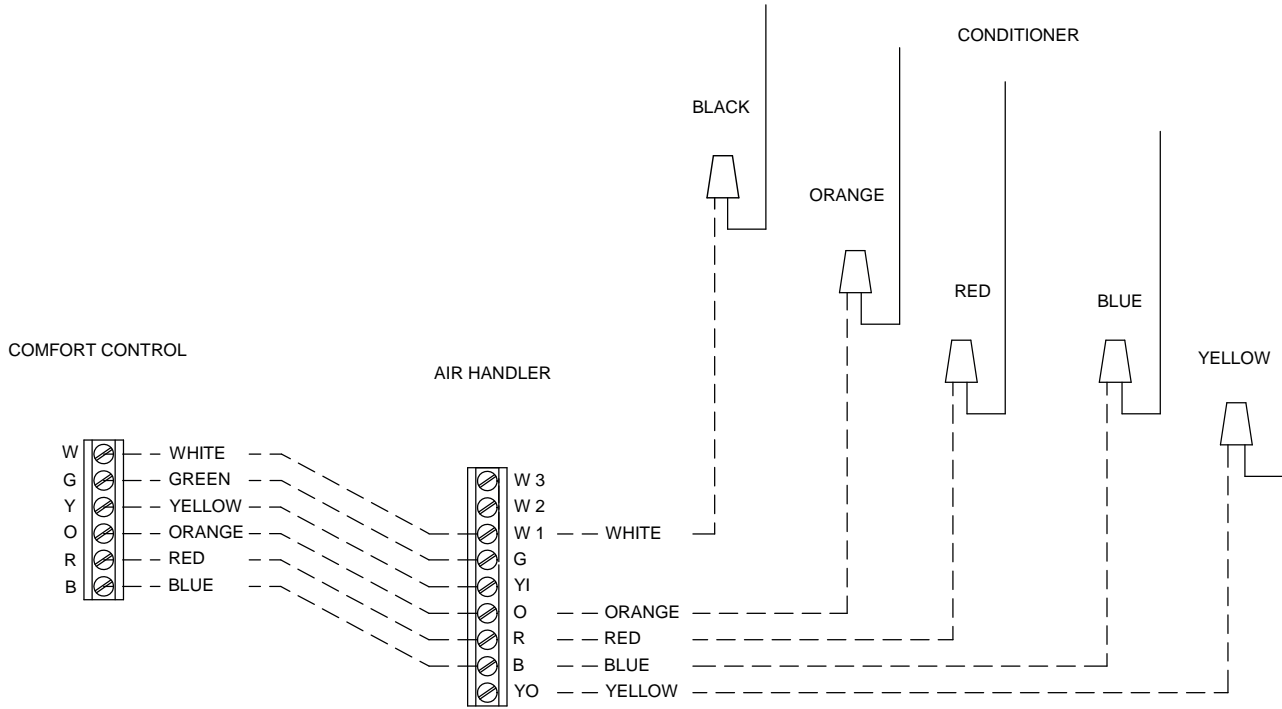 CONDITIONER
BLACK
ORANGE
RED
BLUE
YELLOW
COMFORT CONTROL
AIR HANDLER
W WHITE
G GREEN
Y YELLOW
O ORANGE
R RED
B BLUE
W 3
W 2
W 1 WHITE
G
YI
O ORANGE
R RED
B BLUE
YO YELLOW